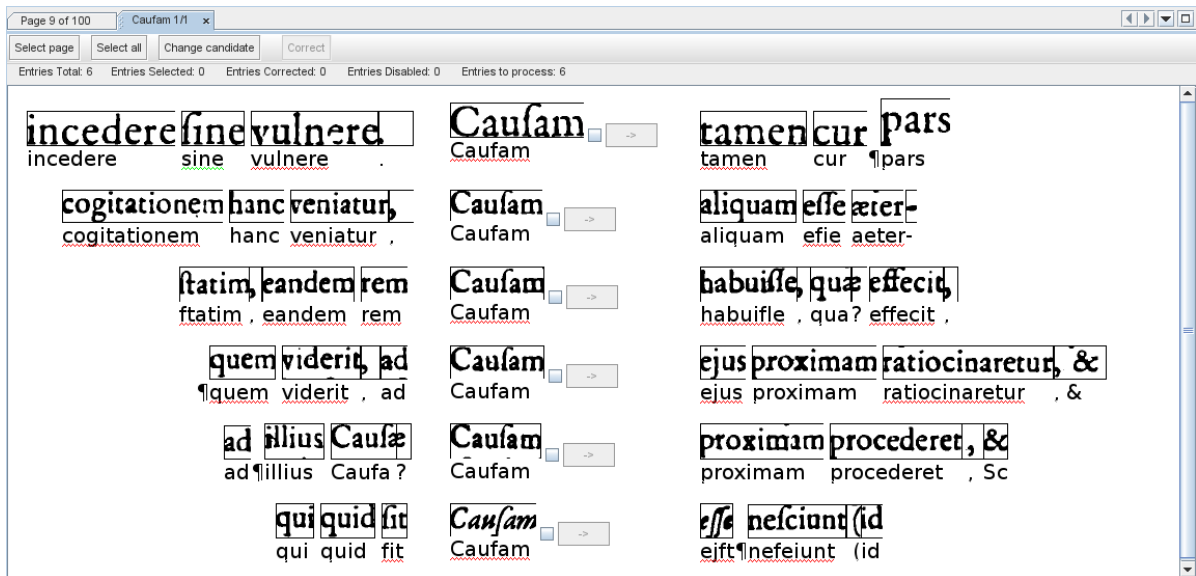 Page 9 of 100 Caufam 1/1 ×
Select page Select all Change candidate Correct
Entries Total: 6 Entries Selected: 0 Entries Corrected: 0 Entries Disabled: 0 Entries to process: 6
incedere ſine vulnere. Cauſam tamen cur pars
incedere sine vulnere . Caufam -> tamen cur ¶pars
cogitationem hanc veniatur, Cauſam aliquam eſſe æter-
cogitationem hanc veniatur , Caufam -> aliquam efie aeter-
ſtatim, eandem rem Cauſam habuiſſe, quæ effecit,
ftatim , eandem rem Caufam -> habuifle , qua? effecit ,
quem viderit, ad Cauſam ejus proximam ratiocinaretur, &
¶quem viderit , ad Caufam -> ejus proximam ratiocinaretur , &
ad illius Cauſæ Cauſam proximam procederet, &
ad ¶illius Caufa ? Caufam -> proximam procederet , Sc
qui quid ſit Cauſam eſſe neſciunt (id
qui quid fit Caufam -> ejft¶nefeiunt (id